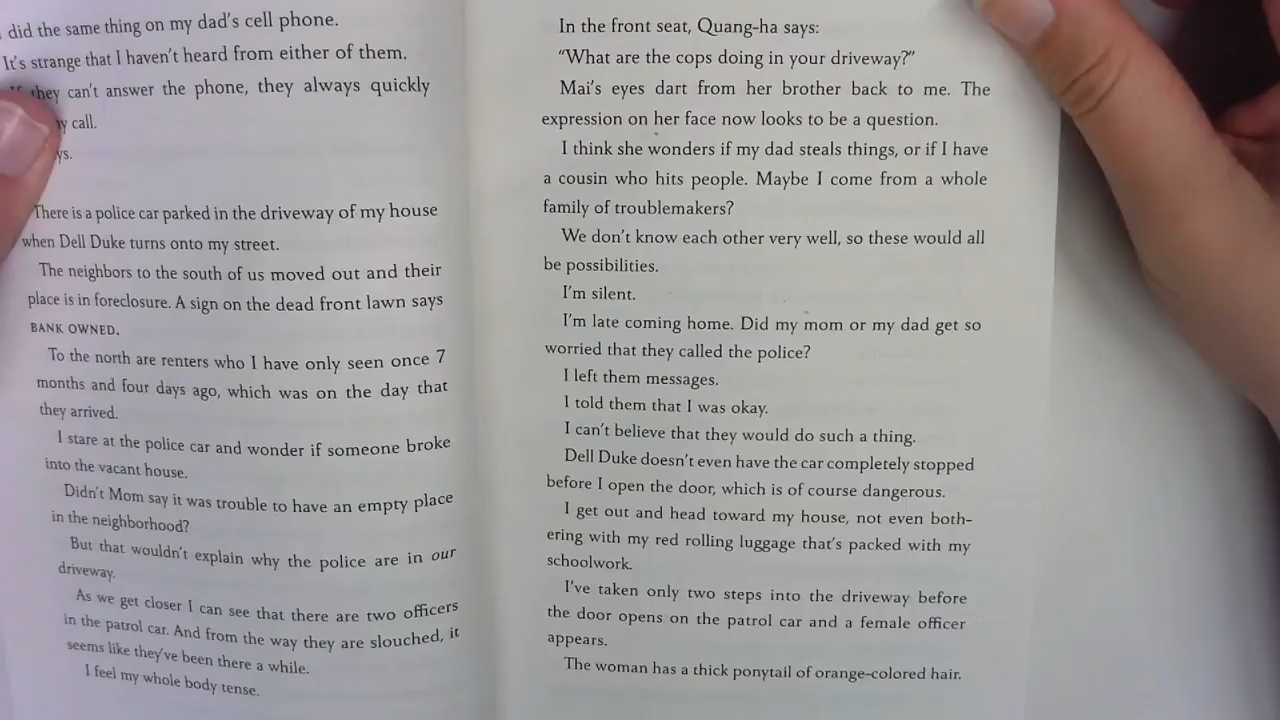 did the same thing on my dad's cell phone.
It's strange that I haven't heard from either of them.
they can't answer the phone, they always quickly
call.
There is a police car parked in the driveway of my house
when Dell Duke turns onto my street.
The neighbors to the south of us moved out and their
place is in foreclosure. A sign on the dead front lawn says
BANK OWNED.
To the north are renters who I have only seen once 7
months and four days ago, which was on the day that
they arrived.
I stare at the police car and wonder if someone broke
into the vacant house.
Didn't Mom say it was trouble to have an empty place
in the neighborhood?
But that wouldn't explain why the police are in our
driveway.
As we get closer I can see that there are two officers
in the patrol car. And from the way they are slouched, it
seems like they've been there a while.
I feel my whole body tense.
In the front seat, Quang-ha says:
"What are the cops doing in your driveway?"
Mai's eyes dart from her brother back to me. The
expression on her face now looks to be a question.
I think she wonders if my dad steals things, or if I have
a cousin who hits people. Maybe I come from a whole
family of troublemakers?
We don't know each other very well, so these would all
be possibilities.
I'm silent.
I'm late coming home. Did my mom or my dad get so
worried that they called the police?
I left them messages.
I told them that I was okay.
I can't believe that they would do such a thing.
Dell Duke doesn't even have the car completely stopped
before I open the door, which is of course dangerous.
I get out and head toward my house, not even both-
ering with my red rolling luggage that's packed with my
schoolwork.
I've taken only two steps into the driveway before
the door opens on the patrol car and a female officer
appears.
The woman has a thick ponytail of orange-colored hair.